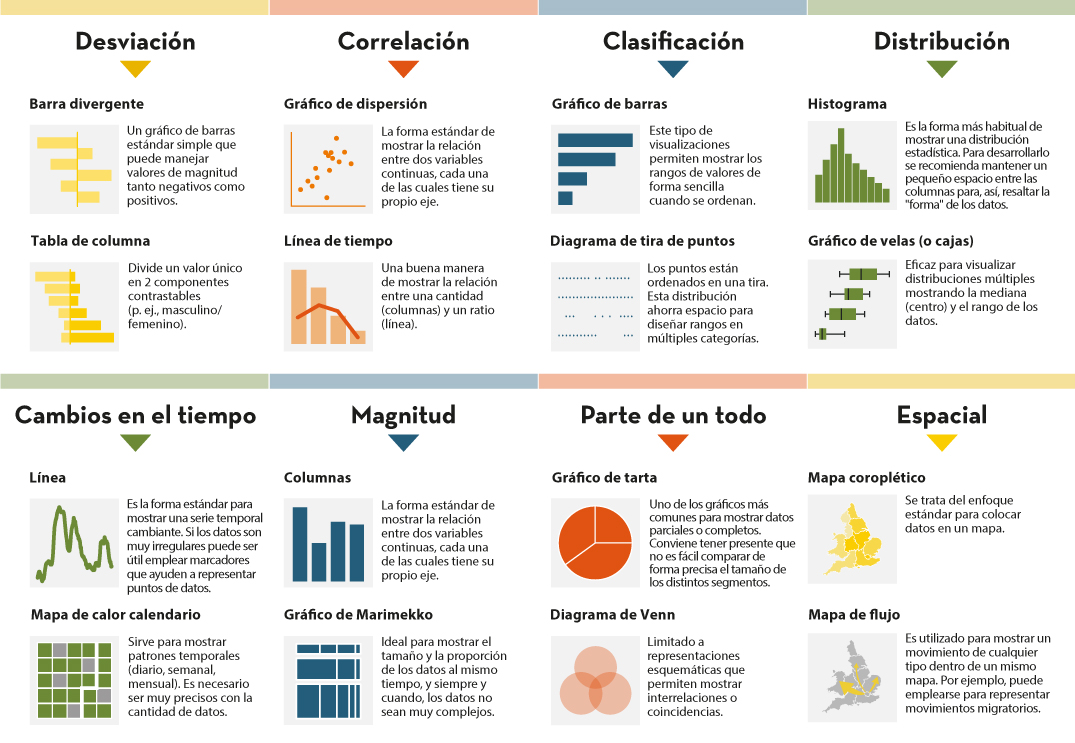 Desviación
Barra divergente
Un gráfico de barras
estándar simple que
puede manejar
valores de magnitud
tanto negativos como
positivos.
Tabla de columna
Divide un valor único
en 2 componentes
contrastables
(p. ej., masculino/
femenino).
Correlación
Gráfico de dispersión
La forma estándar de
mostrar la relación
entre dos variables
continuas, cada una
de las cuales tiene su
propio eje.
Línea de tiempo
Una buena manera
de mostrar la relación
entre una cantidad
(columnas) y un ratio
(línea).
Clasificación
Gráfico de barras
Este tipo de
visualizaciones
permiten mostrar los
rangos de valores de
forma sencilla
cuando se ordenan.
Diagrama de tira de puntos
Los puntos están
ordenados en una tira.
Esta distribución
ahorra espacio para
diseñar rangos en
múltiples categorías.
Distribución
Histograma
Es la forma más habitual de
mostrar una distribución
estadística. Para desarrollarlo
se recomienda mantener un
pequeño espacio entre las
columnas para, así, resaltar la
"forma" de los datos.
Gráfico de velas (o cajas)
Eficaz para visualizar
distribuciones múltiples
mostrando la mediana
(centro) y el rango de los
datos.
Cambios en el tiempo
Línea
Es la forma estándar para
mostrar una serie temporal
cambiante. Si los datos son
muy irregulares puede ser
útil emplear marcadores
que ayuden a representar
puntos de datos.
Mapa de calor calendario
Sirve para mostrar
patrones temporales
(diario, semanal,
mensual). Es necesario
ser muy precisos con la
cantidad de datos.
Magnitud
Columnas
La forma estándar de
mostrar la relación
entre dos variables
continuas, cada una
de las cuales tiene su
propio eje.
Gráfico de Marimekko
Ideal para mostrar el
tamaño y la proporción
de los datos al mismo
tiempo, y siempre y
cuando, los datos no
sean muy complejos.
Parte de un todo
Gráfico de tarta
Uno de los gráficos más
comunes para mostrar datos
parciales o completos.
Conviene tener presente que
no es fácil comparar de
forma precisa el tamaño de
los distintos segmentos.
Diagrama de Venn
Limitado a
representaciones
esquemáticas que
permiten mostrar
interrelaciones o
coincidencias.
Espacial
Mapa coroplético
Se trata del enfoque
estándar para colocar
datos en un mapa.
Mapa de flujo
Es utilizado para mostrar un
movimiento de cualquier
tipo dentro de un mismo
mapa. Por ejemplo, puede
emplearse para representar
movimientos migratorios.